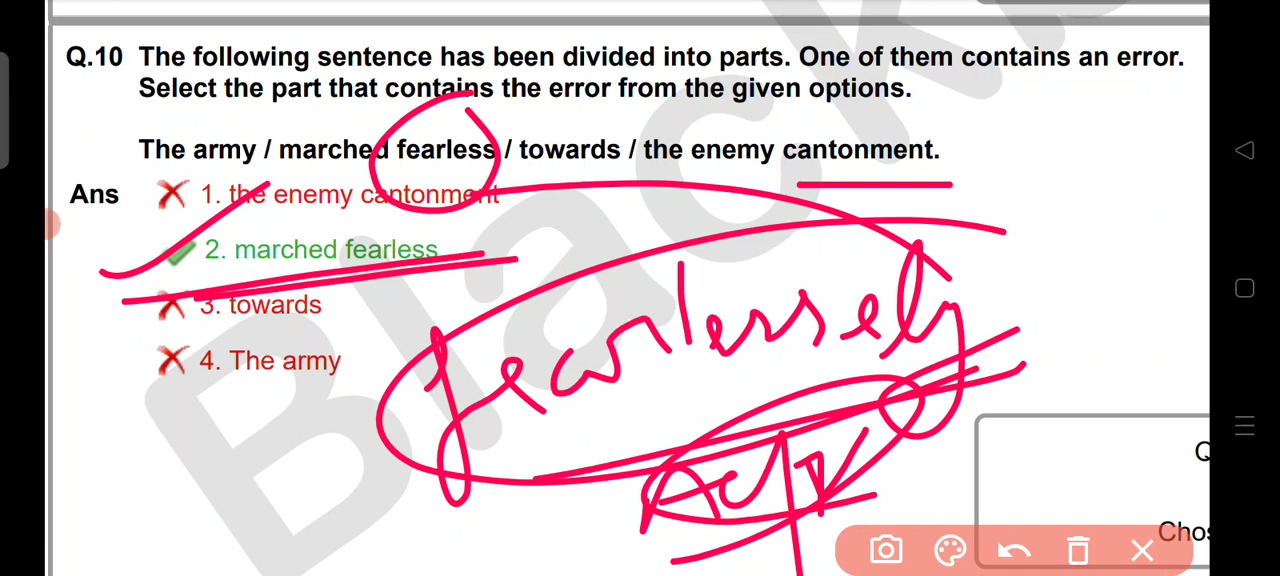 Q.10 The following sentence has been divided into parts. One of them contains an error.
Select the part that contains the error from the given options.
The army / marched fearless / towards / the enemy cantonment.
Ans 1. the enemy cantonment
2. marched fearless
3. towards
4. The army
fearlessely
Q
Chos
Black